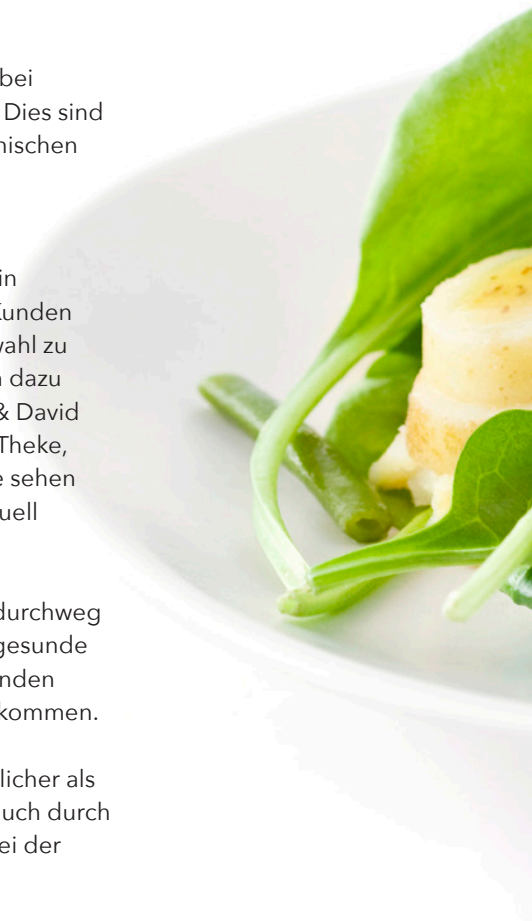 bei
Dies sind
nischen
in
Kunden
wahl zu
dazu
& David
Theke,
e sehen
uell
durchweg
gesunde
nden
kommen.
licher als
uch durch
ei der